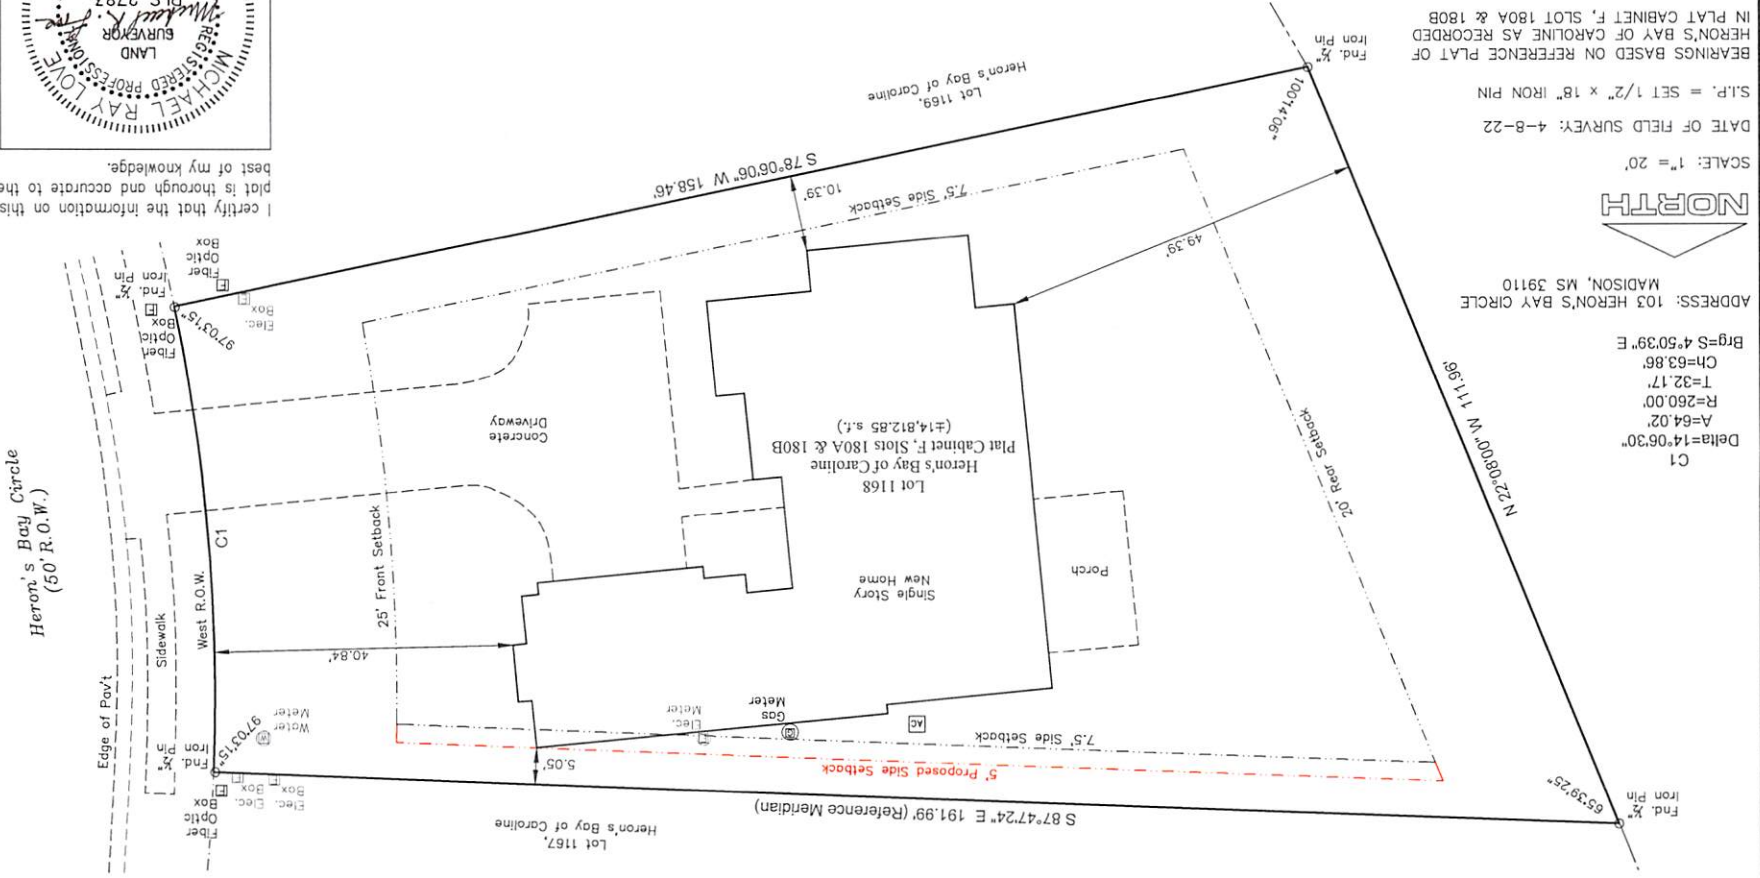 C1
Delta=14°06'30"
A=64.02'
R=260.00'
T=32.17'
Ch=63.86'
Brg=S 4°50'39" E
ADDRESS: 103 HERON'S BAY CIRCLE
MADISON, MS 39110
NORTH
SCALE: 1"= 20'
DATE OF FIELD SURVEY: 4-8-22
S.I.P. = SET 1/2" x 18" IRON PIN
BEARINGS BASED ON REFERENCE PLAT OF
HERON'S BAY OF CAROLINE AS RECORDED
IN PLAT CABINET F, SLOT 180A & 180B
Lot 1167,
Heron's Bay of Caroline
S 87°47'24" E 191.99' (Reference Meridian)
Fnd. ½"
Iron Pin
65°39'25"
5' Proposed Side Setback
7.5' Side Setback
5.05'
AC
Gas
Meter
G
Elec.
Meter
Fiber
Optic
Box
Elec.
Box
Elec.
Box
Fnd. ½"
Iron Pin
97°03'15"
Water
Meter
W
Edge of Pav't
Sidewalk
West R.O.W.
40.84'
25' Front Setback
Porch
Single Story
New Home
Lot 1168
Heron's Bay of Caroline
Plat Cabinet F, Slots 180A & 180B
(±14,812.85 s.f.)
Concrete
Driveway
C1
Heron's Bay Circle
(50' R.O.W.)
N 22°08'00" W 111.96'
20' Rear Setback
49.39'
7.5' Side Setback
10.39'
S 78°06'06" W 158.46'
Fiber
Optic
Box
97°03'15"
Fnd. ½"
Iron Pin
Elec.
Box
Fiber
Optic
Box
100°14'06"
Fnd. ½"
Iron Pin
Lot 1169,
Heron's Bay of Caroline
I certify that the information on this
plat is thorough and accurate to the
best of my knowledge.
MICHAEL RAY LOVE
REGISTERED PROFESSIONAL
LAND
SURVEYOR